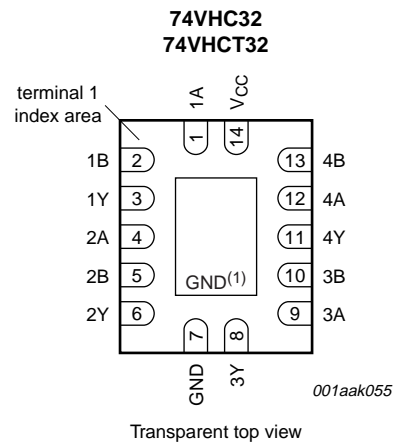 74VHC32
74VHCT32
terminal 1
index area
1A
VCC
1
14
1B 2
13 4B
1Y 3
12 4A
2A 4
11 4Y
2B 5
10 3B
GND(1)
2Y 6
9 3A
7
8
GND
3Y
001aak055
Transparent top view